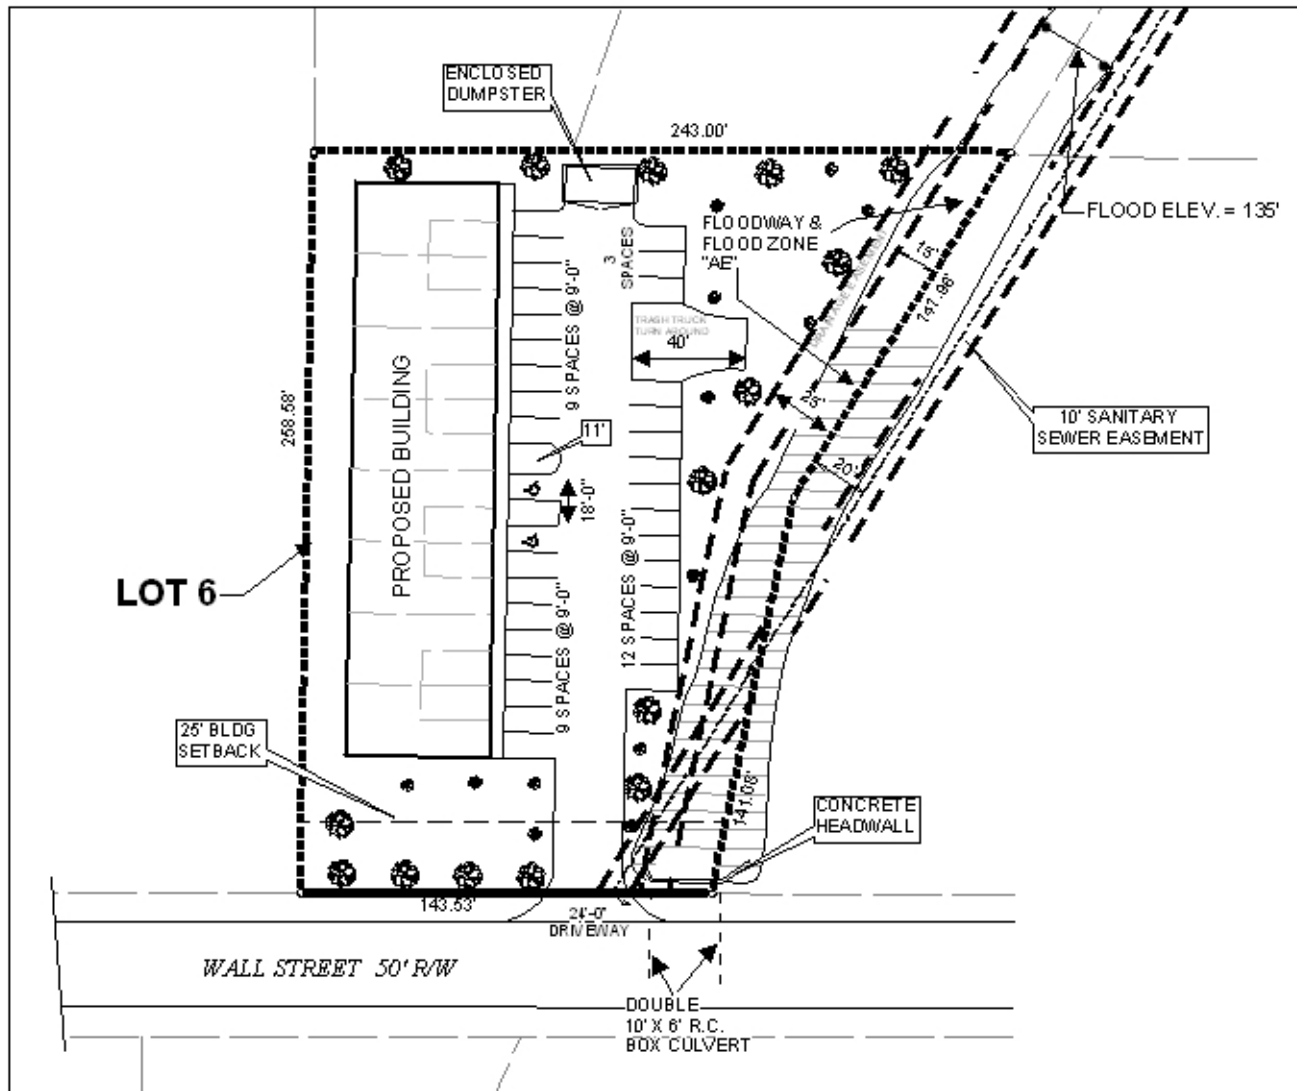 ENCLOSED
DUMPSTER
243.00'
FLOODWAY &
FLOOD ZONE
"AE"
FLOOD ELEV. = 135'
3
SPACES
9 SPACES @ 9'-0"
TRASH TRUCK
TURN AROUND
40'
DRAINAGE EASEMENT
15'
147.96'
258.58'
PROPOSED BUILDING
11'
25'
10' SANITARY
SEWER EASEMENT
20'
18'-0"
LOT 6
12 SPACES @ 9'-0"
9 SPACES @ 9'-0"
25' BLDG
SETBACK
141.08'
CONCRETE
HEADWALL
143.53'
24'-0"
DRIVEWAY
WALL STREET 50' R/W
DOUBLE
10' X 6' R.C.
BOX CULVERT